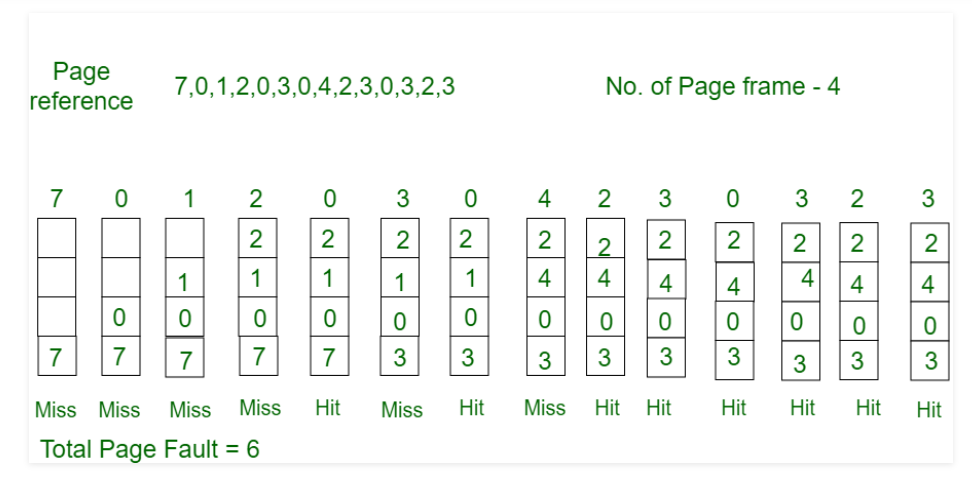 Page reference
7,0,1,2,0,3,0,4,2,3,0,3,2,3
No. of Page frame - 4
7 0 1 2 0 3 0 4 2 3 0 3 2 3
2 2 2 2 2 2 2 2 2 2 2
1 1 1 1 1 4 4 4 4 4 4 4
0 0 0 0 0 0 0 0 0 0 0 0 0
7 7 7 7 7 3 3 3 3 3 3 3 3 3
Miss Miss Miss Miss Hit Miss Hit Miss Hit Hit Hit Hit Hit Hit
Total Page Fault = 6